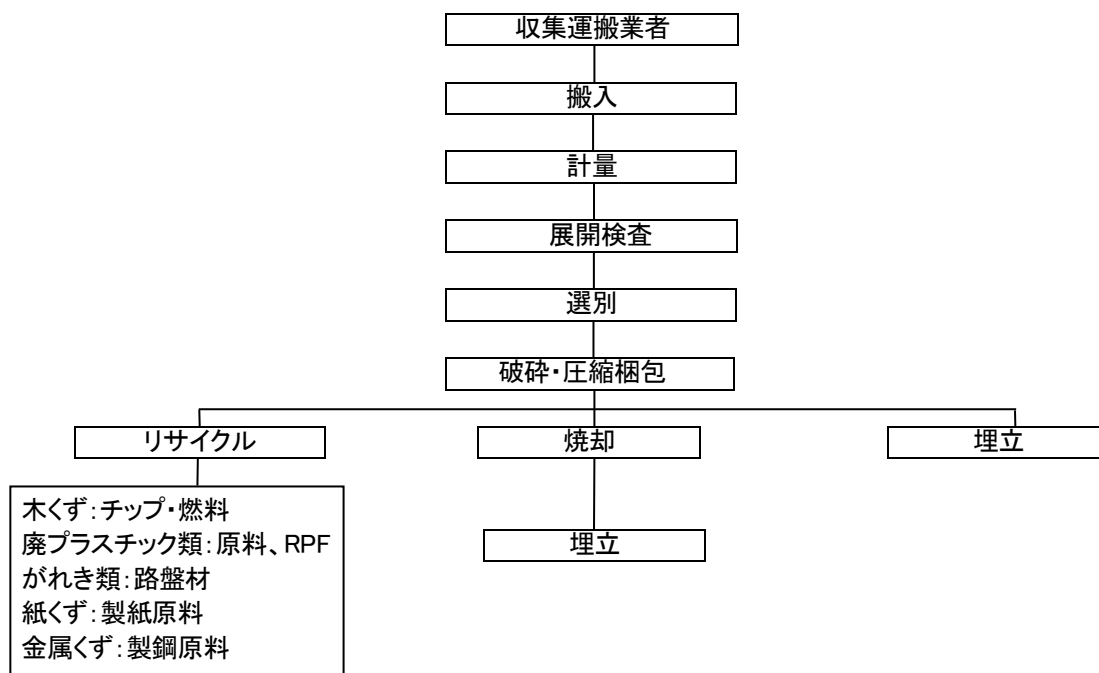 収集運搬業者
搬入
計量
展開検査
選別
破砕・圧縮梱包
リサイクル
焼却
埋立
木くず:チップ・燃料
廃プラスチック類:原料、RPF
がれき類:路盤材
紙くず:製紙原料
金属くず:製鋼原料
埋立